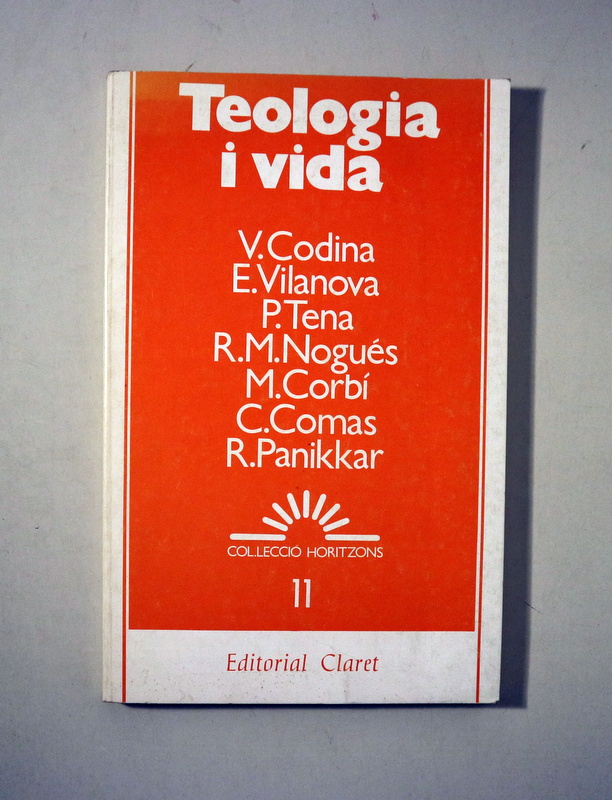 Teologia
i vida
V.Codina
E.Vilanova
P.Tena
R.M.Nogués
M.Corbí
C.Comas
R.Panikkar
COL.LECCIÓ HORITZONS
11
Editorial Claret